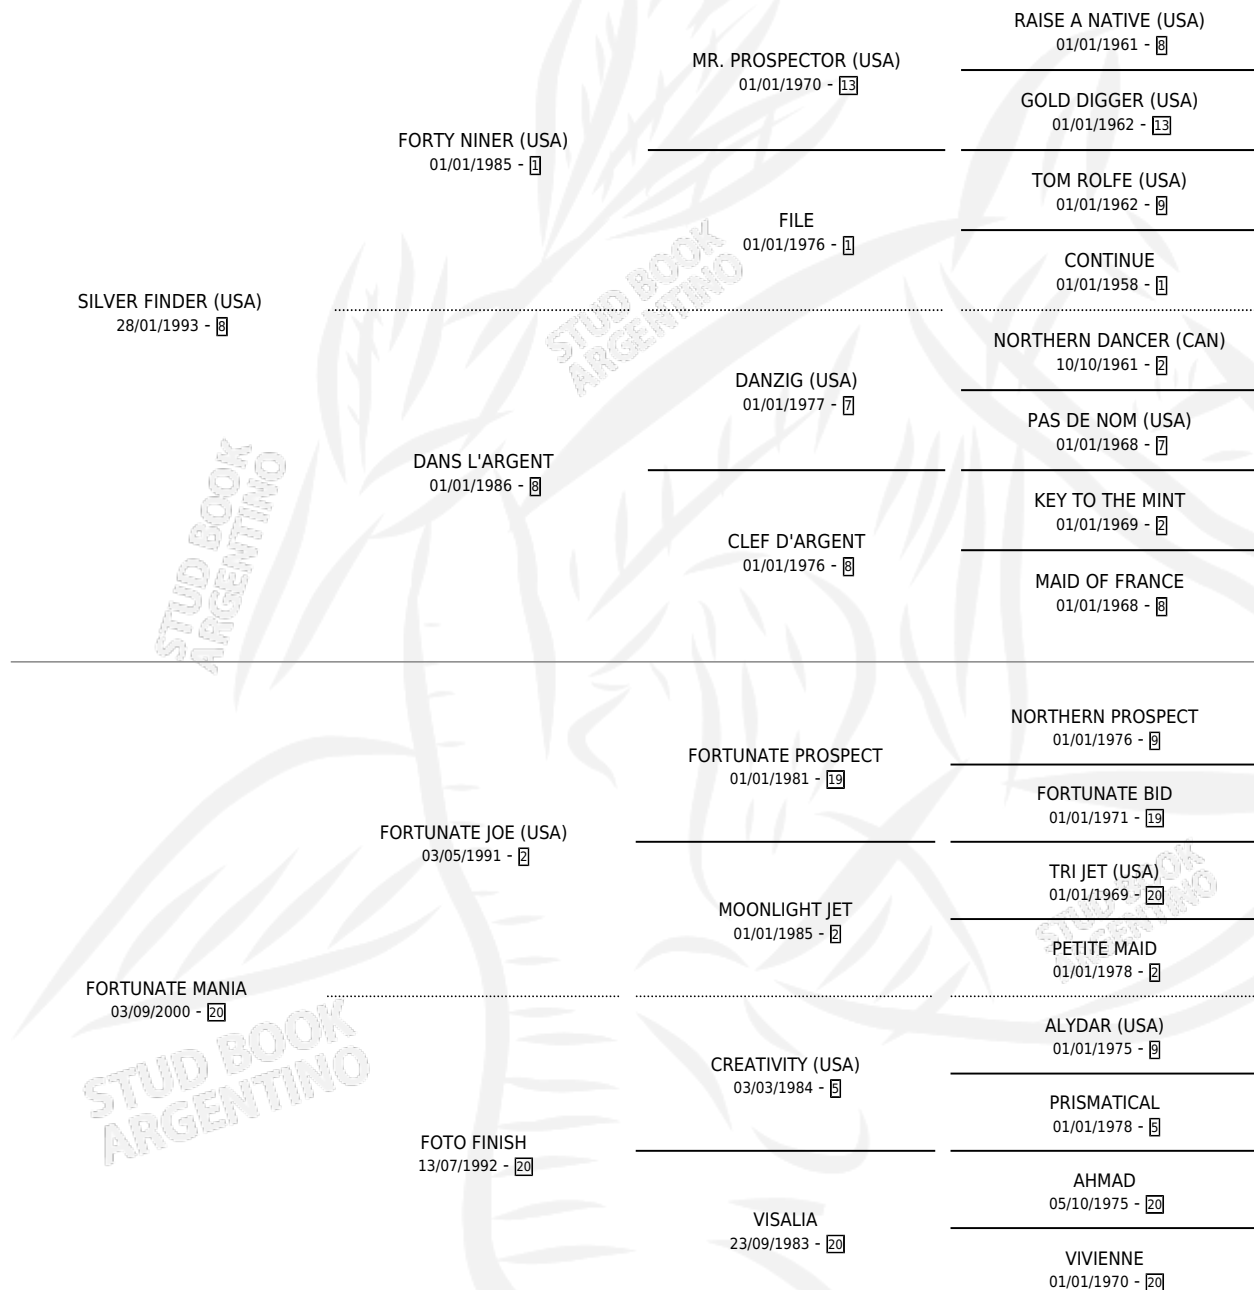 RAISE A NATIVE (USA)
01/01/1961 - 8
MR. PROSPECTOR (USA)
01/01/1970 - 13
GOLD DIGGER (USA)
01/01/1962 - 13
FORTY NINER (USA)
01/01/1985 - 1
TOM ROLFE (USA)
01/01/1962 - 9
FILE
01/01/1976 - 1
CONTINUE
01/01/1958 - 1
SILVER FINDER (USA)
28/01/1993 - 8
NORTHERN DANCER (CAN)
10/10/1961 - 2
DANZIG (USA)
01/01/1977 - 7
PAS DE NOM (USA)
01/01/1968 - 7
DANS L'ARGENT
01/01/1986 - 8
KEY TO THE MINT
01/01/1969 - 2
CLEF D'ARGENT
01/01/1976 - 8
MAID OF FRANCE
01/01/1968 - 8
NORTHERN PROSPECT
01/01/1976 - 9
FORTUNATE PROSPECT
01/01/1981 - 19
FORTUNATE BID
01/01/1971 - 19
FORTUNATE JOE (USA)
03/05/1991 - 2
TRI JET (USA)
01/01/1969 - 20
MOONLIGHT JET
01/01/1985 - 2
PETITE MAID
01/01/1978 - 2
FORTUNATE MANIA
03/09/2000 - 20
ALYDAR (USA)
01/01/1975 - 9
CREATIVITY (USA)
03/03/1984 - 5
PRISMATICAL
01/01/1978 - 5
FOTO FINISH
13/07/1992 - 20
AHMAD
05/10/1975 - 20
VISALIA
23/09/1983 - 20
VIVIENNE
01/01/1970 - 20
STUD BOOK
ARGENTINO
STUD BOOK
ARGENTINO
STUD BOOK
ARGENTINO
STUD BOOK
ARGENTINO